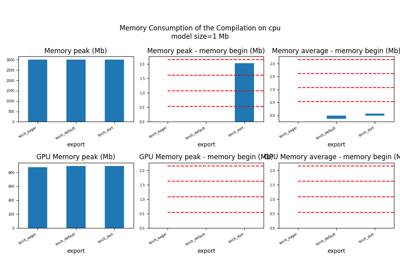 Memory Consumption of the Compilation on cpu
model size=1 Mb
Memory peak (Mb)
Memory peak - memory begin (Mb)
Memory average - memory begin (Mb)
3000
2500
2000
1500
1000
500
0
2.0
1.5
1.0
0.5
0.0
2.0
1.5
1.0
0.5
0.0
torch_eager
torch_default
torch_dort
torch_eager
torch_default
torch_dort
torch_eager
torch_default
torch_dort
export
export
export
GPU Memory peak (Mb)
GPU Memory peak - memory begin (Mb)
GPU Memory average - memory begin (M
800
600
400
200
0
2.0
1.5
1.0
0.5
0.0
2.0
1.5
1.0
0.5
0.0
torch_eager
torch_default
torch_dort
torch_eager
torch_default
torch_dort
torch_eager
torch_default
torch_dort
export
export
export